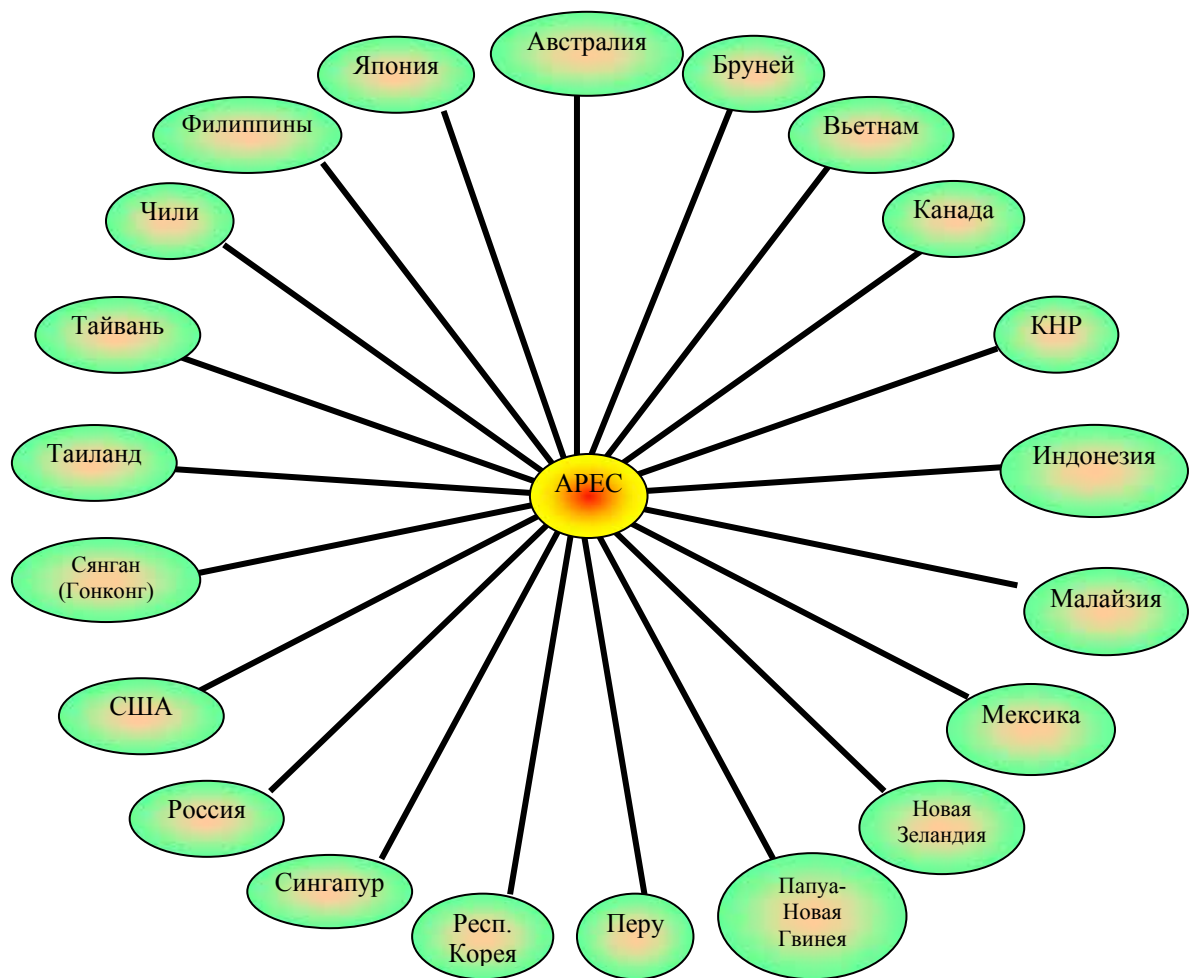 Австралия
Бруней
Вьетнам
Канада
КНР
Индонезия
Малайзия
Мексика
Новая
Зеландия
Папуа-
Новая
Гвинея
Перу
Респ.
Корея
Сингапур
Россия
США
Сянган
(Гонконг)
Таиланд
Тайвань
Чили
Филиппины
Япония
АРЕС